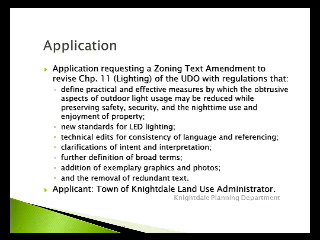 Application
Application requesting a Zoning Text Amendment to
revise Chp. 11 (Lighting) of the UDO with regulations that:
define practical and effective measures by which the obtrusive
aspects of outdoor light usage may be reduced while
preserving safety, security, and the nighttime use and
enjoyment of property;
new standards for LED lighting;
technical edits for consistency of language and referencing;
clarifications of intent and interpretation;
further definition of broad terms;
addition of exemplary graphics and photos;
and the removal of redundant text.
Applicant: Town of Knightdale Land Use Administrator.
Knightdale Planning Department